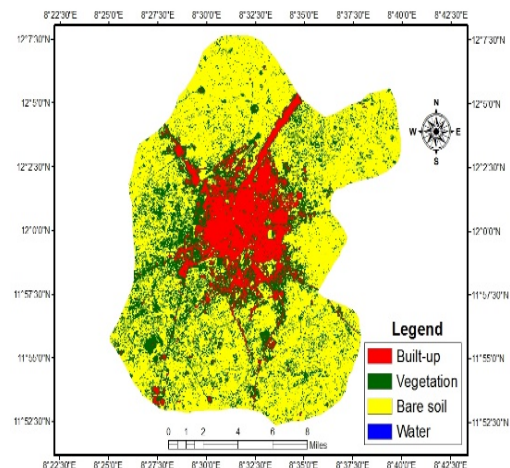 8°22'30"E 8°25'0"E 8°27'30"E 8°30'0"E 8°32'30"E 8°35'0"E 8°37'30"E 8°40'0"E 8°42'30"E
12°7'30"N 12°7'30"N
12°5'0"N 12°5'0"N
N
W E
S
12°2'30"N 12°2'30"N
12°0'0"N 12°0'0"N
11°57'30"N 11°57'30"N
Legend
Built-up
11°55'0"N 11°55'0"N
Vegetation
Bare soil
Water
11°52'30"N 11°52'30"N
0 1 2 4 6 8
Miles
8°22'30"E 8°25'0"E 8°27'30"E 8°30'0"E 8°32'30"E 8°35'0"E 8°37'30"E 8°40'0"E 8°42'30"E